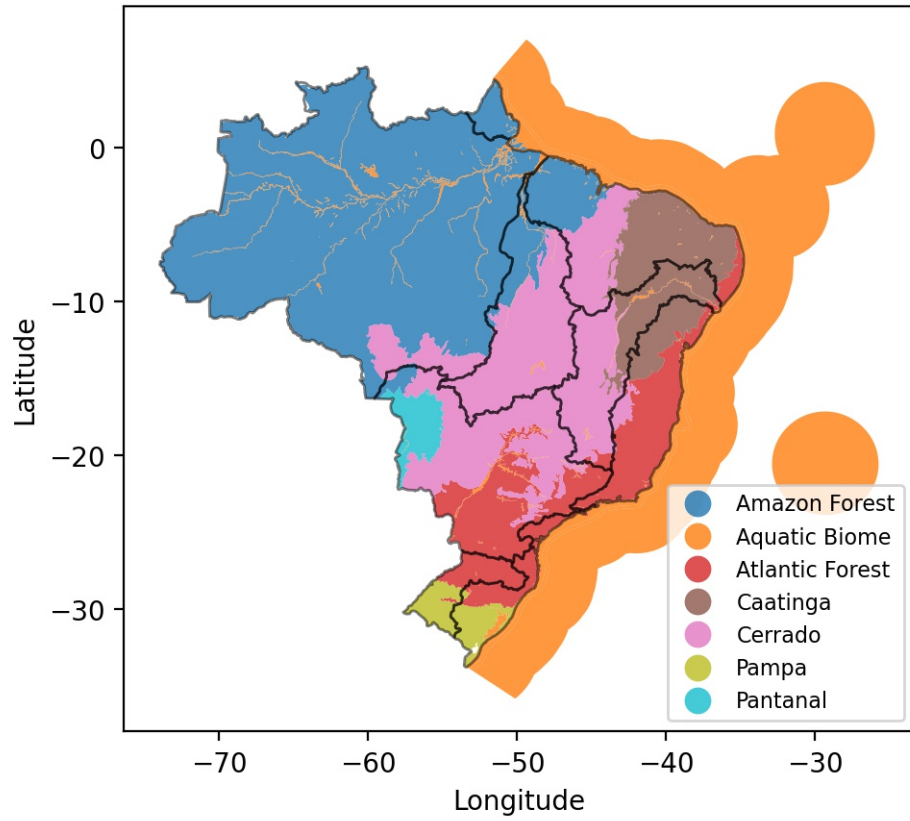 0
−10
−20
−30
Latitude
−70
−60
−50
−40
−30
Longitude
Amazon Forest
Aquatic Biome
Atlantic Forest
Caatinga
Cerrado
Pampa
Pantanal